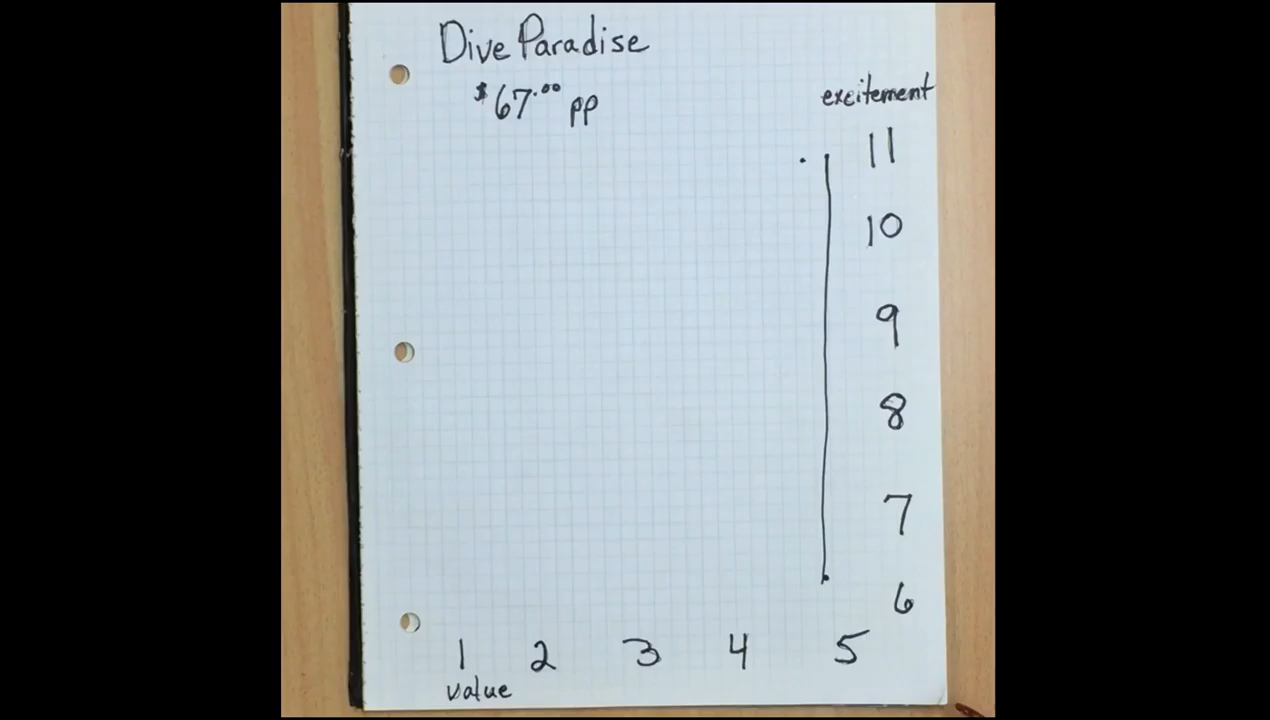 Dive Paradise
$67.00 pp
excitement
11
10
9
8
7
6
1 2 3 4 5
value